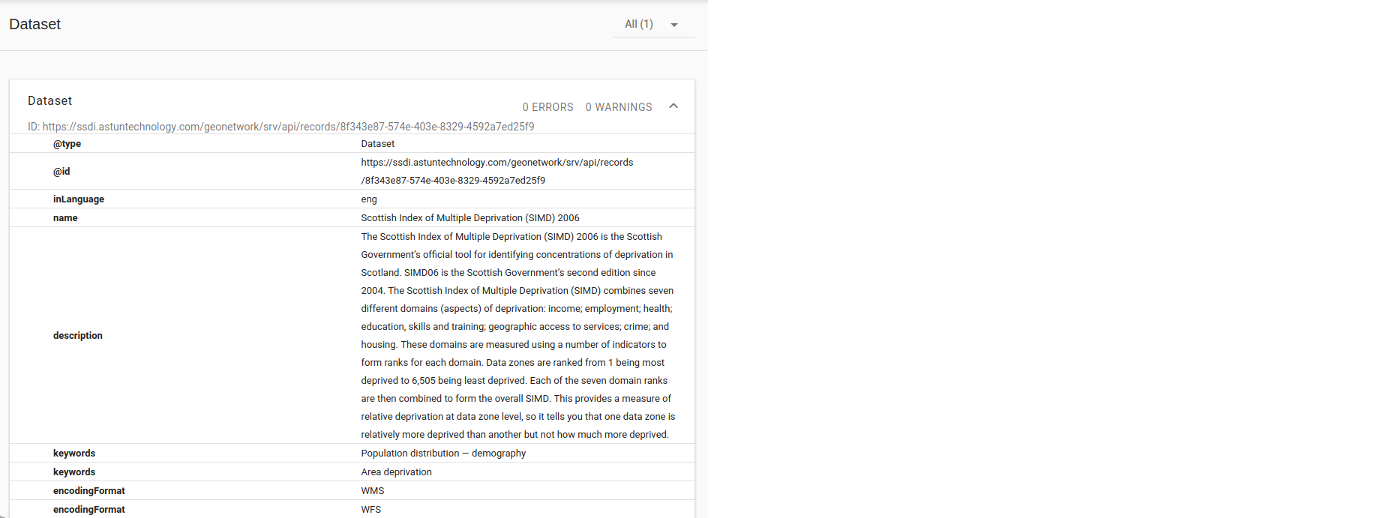 Dataset
All (1)
Dataset
0 ERRORS 0 WARNINGS
ID: https://ssdi.astuntechnology.com/geonetwork/srv/api/records/8f343e87-574e-403e-8329-4592a7ed25f9
@type Dataset
@id https://ssdi.astuntechnology.com/geonetwork/srv/api/records
/8f343e87-574e-403e-8329-4592a7ed25f9
inLanguage eng
name Scottish Index of Multiple Deprivation (SIMD) 2006
description
The Scottish Index of Multiple Deprivation (SIMD) 2006 is the Scottish
Government's official tool for identifying concentrations of deprivation in
Scotland. SIMD06 is the Scottish Government's second edition since
2004. The Scottish Index of Multiple Deprivation (SIMD) combines seven
different domains (aspects) of deprivation: income; employment; health;
education, skills and training; geographic access to services; crime; and
housing. These domains are measured using a number of indicators to
form ranks for each domain. Data zones are ranked from 1 being most
deprived to 6,505 being least deprived. Each of the seven domain ranks
are then combined to form the overall SIMD. This provides a measure of
relative deprivation at data zone level, so it tells you that one data zone is
relatively more deprived than another but not how much more deprived.
keywords Population distribution — demography
keywords Area deprivation
encodingFormat WMS
encodingFormat WFS